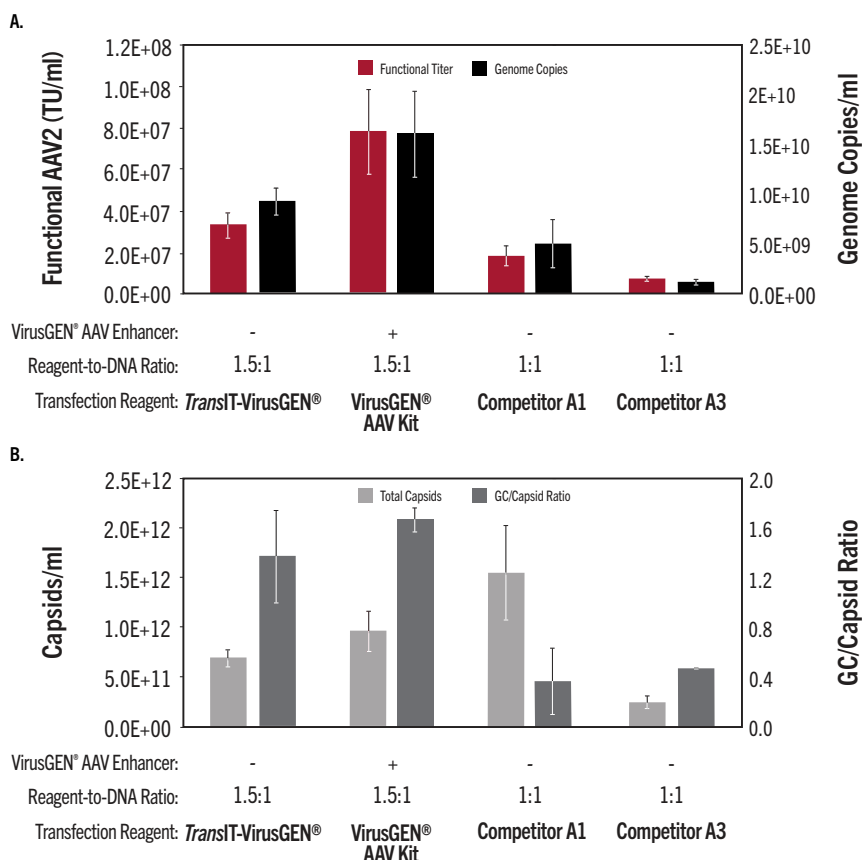 A.
Functional AAV2 (TU/ml)
1.2E+08
1.0E+08
8.0E+07
6.0E+07
4.0E+07
2.0E+07
0.0E+00
Functional Titer Genome Copies
2.5E+10
2E+10
1.5E+10
1.0E+10
5.0E+09
0.0E+00
Genome Copies/ml
VirusGEN® AAV Enhancer: - + - -
Reagent-to-DNA Ratio: 1.5:1 1.5:1 1:1 1:1
Transfection Reagent: TransIT-VirusGEN® VirusGEN® Competitor A1 Competitor A3
AAV Kit
B.
Capsids/ml
2.5E+12
2.0E+12
1.5E+12
1.0E+12
5.0E+11
0.0E+00
Total Capsids GC/Capsid Ratio
2.0
1.6
1.2
0.8
0.4
0.0
GC/Capsid Ratio
VirusGEN® AAV Enhancer: - + - -
Reagent-to-DNA Ratio: 1.5:1 1.5:1 1:1 1:1
Transfection Reagent: TransIT-VirusGEN® VirusGEN® Competitor A1 Competitor A3
AAV Kit